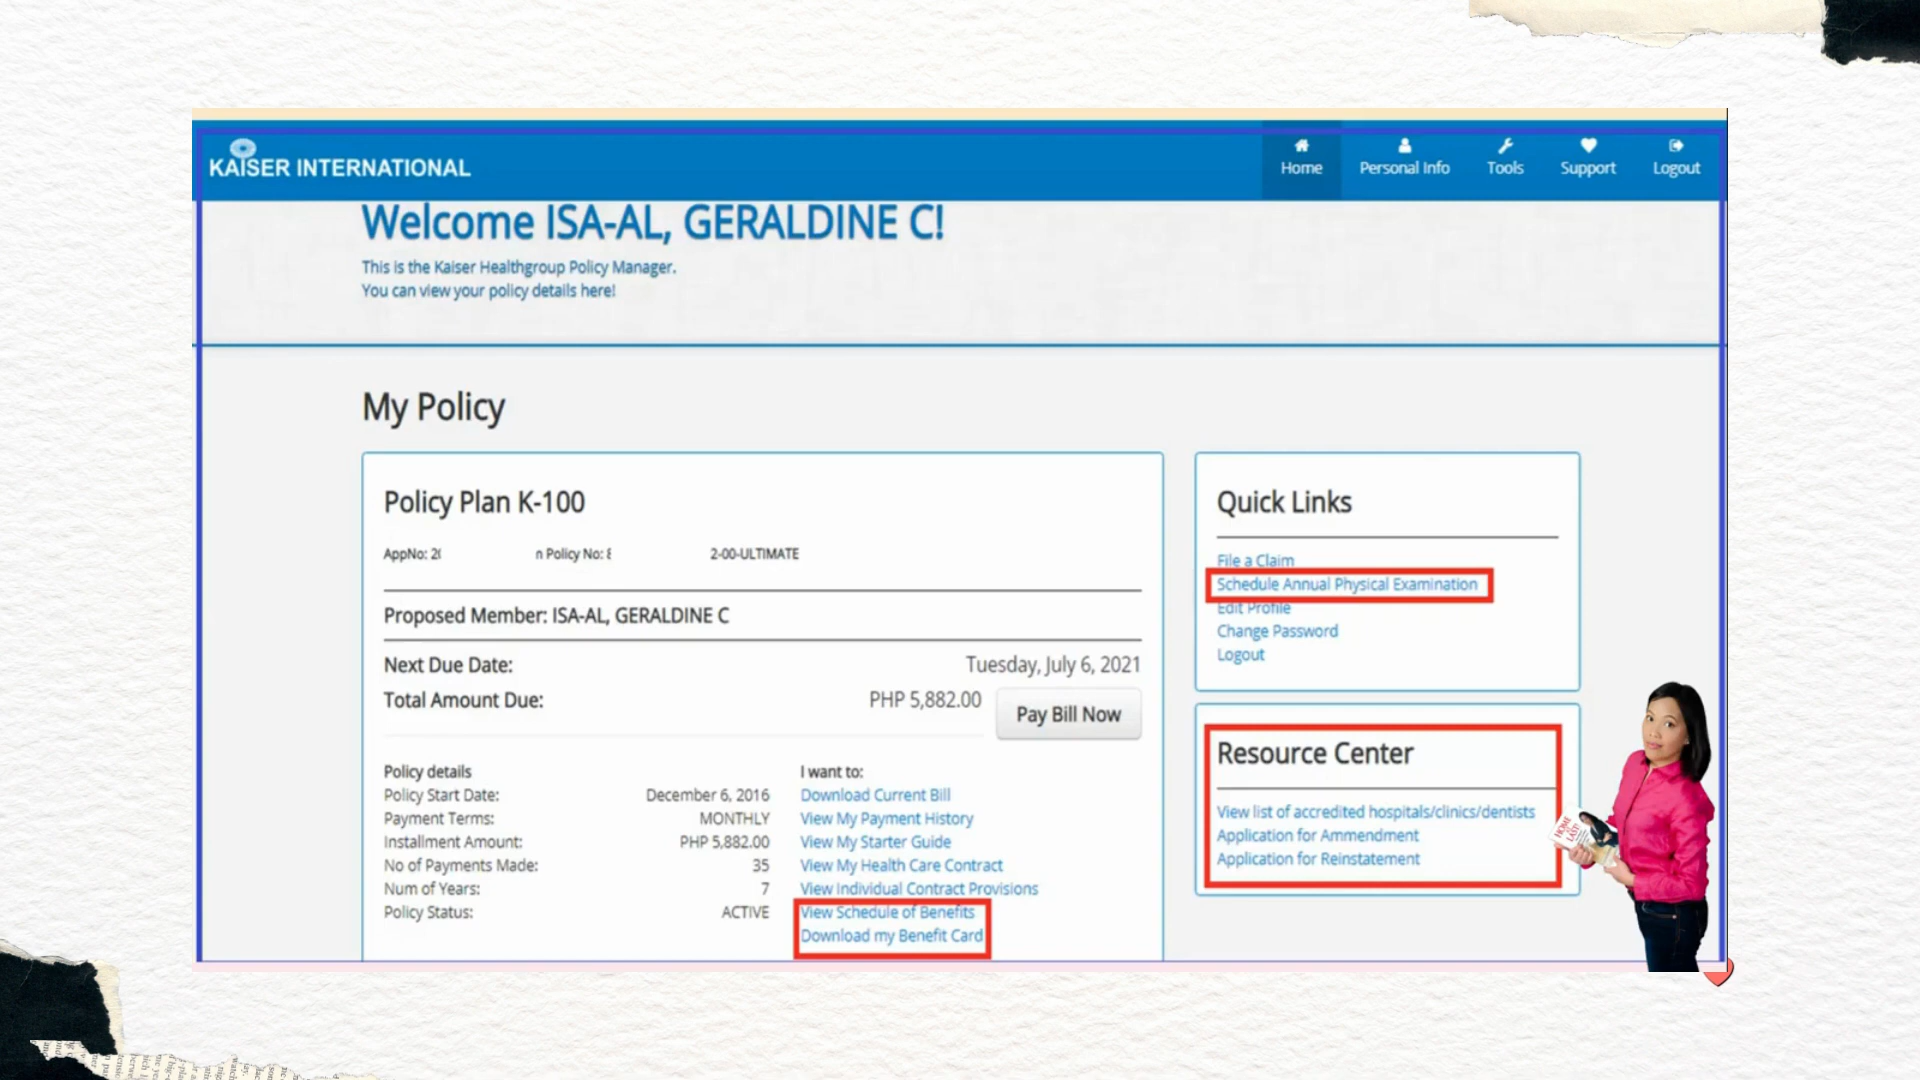 KAISER INTERNATIONAL
Home
Personal Info
Tools
Support
Logout
Welcome ISA-AL, GERALDINE C!
This is the Kaiser Healthgroup Policy Manager.
You can view your policy details here!
My Policy
Policy Plan K-100
AppNo: 20 n Policy No: 8 2-00-ULTIMATE
Proposed Member: ISA-AL, GERALDINE C
Next Due Date: Tuesday, July 6, 2021
Total Amount Due: PHP 5,882.00
Pay Bill Now
Policy details
Policy Start Date: December 6, 2016
Payment Terms: MONTHLY
Installment Amount: PHP 5,882.00
No of Payments Made: 35
Num of Years: 7
Policy Status: ACTIVE
I want to:
Download Current Bill
View My Payment History
View My Starter Guide
View My Health Care Contract
View Individual Contract Provisions
View Schedule of Benefits
Download my Benefit Card
Quick Links
File a Claim
Schedule Annual Physical Examination
Edit Profile
Change Password
Logout
Resource Center
View list of accredited hospitals/clinics/dentists
Application for Ammendment
Application for Reinstatement
HOME
LAST!